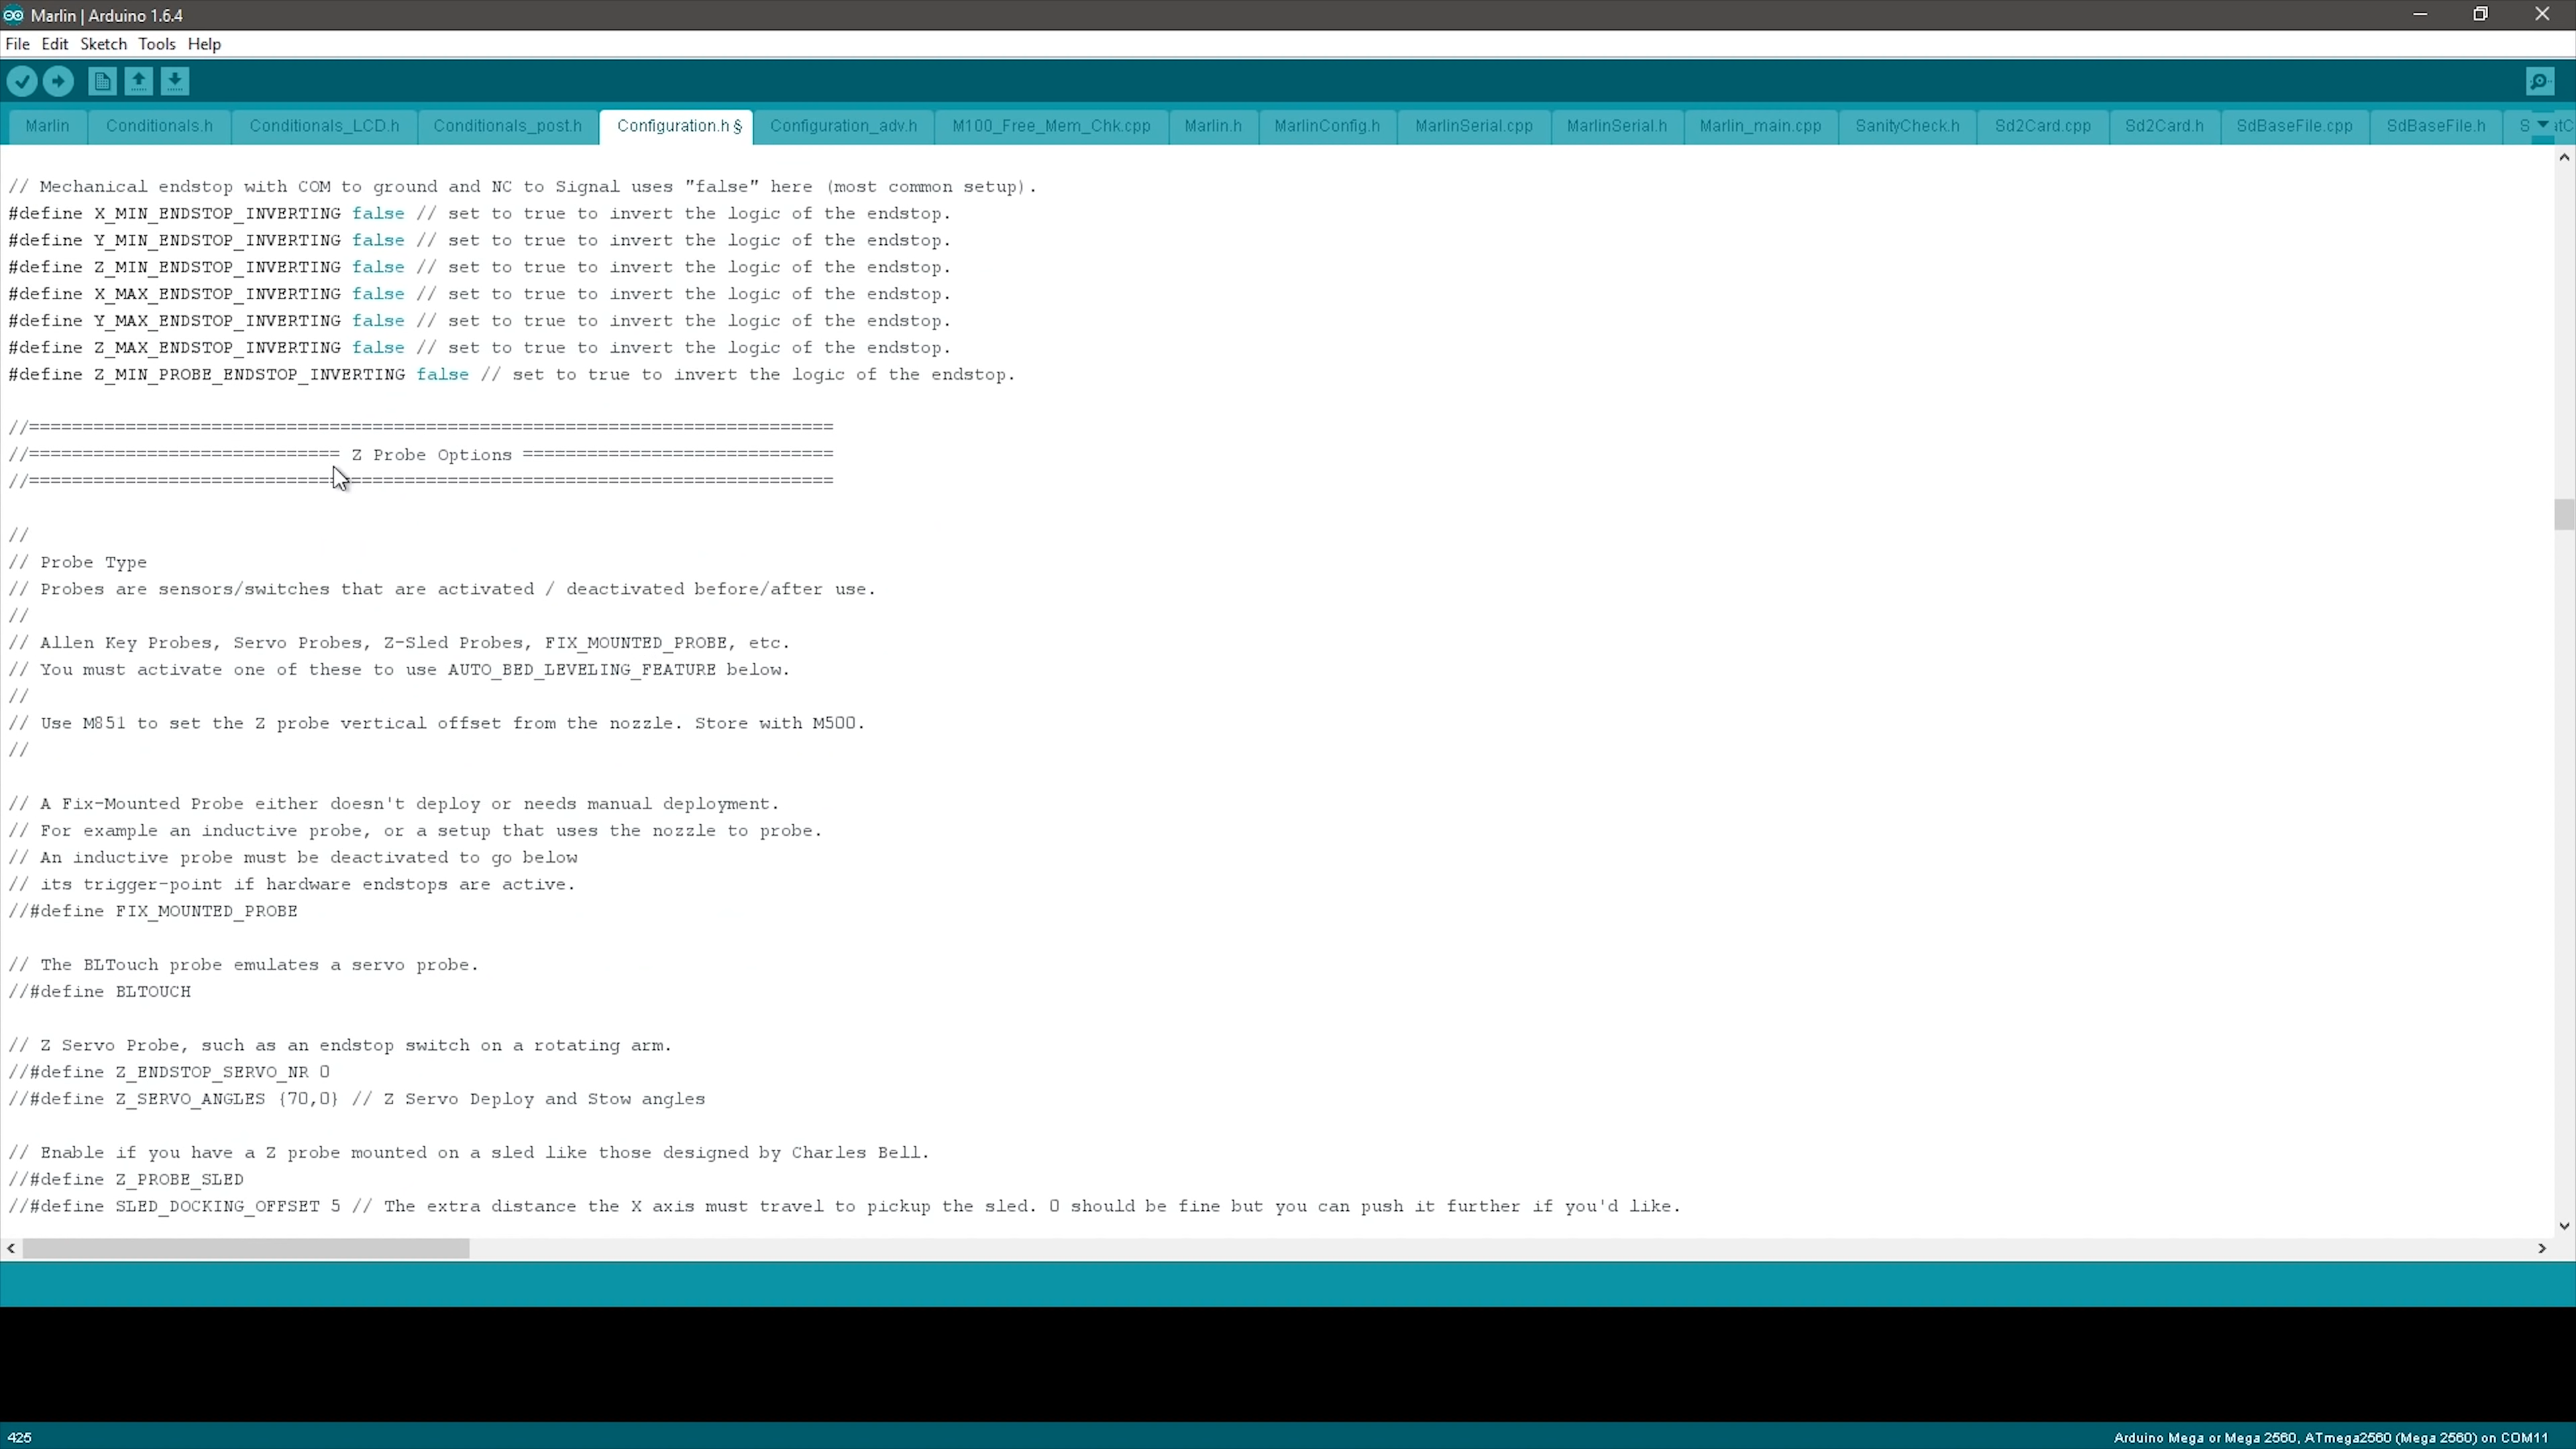 Marlin | Arduino 1.6.4
File Edit Sketch Tools Help
Marlin Conditionals.h Conditionals_LCD.h Conditionals_post.h Configuration.h § Configuration_adv.h M100_Free_Mem_Chk.cpp Marlin.h MarlinConfig.h MarlinSerial.cpp MarlinSerial.h Marlin_main.cpp SanityCheck.h Sd2Card.cpp Sd2Card.h SdBaseFile.cpp SdBaseFile.h
// Mechanical endstop with COM to ground and NC to Signal uses "false" here (most common setup).
#define X_MIN_ENDSTOP_INVERTING false // set to true to invert the logic of the endstop.
#define Y_MIN_ENDSTOP_INVERTING false // set to true to invert the logic of the endstop.
#define Z_MIN_ENDSTOP_INVERTING false // set to true to invert the logic of the endstop.
#define X_MAX_ENDSTOP_INVERTING false // set to true to invert the logic of the endstop.
#define Y_MAX_ENDSTOP_INVERTING false // set to true to invert the logic of the endstop.
#define Z_MAX_ENDSTOP_INVERTING false // set to true to invert the logic of the endstop.
#define Z_MIN_PROBE_ENDSTOP_INVERTING false // set to true to invert the logic of the endstop.
//===========================================================================
//============================= Z Probe Options =============================
//===========================================================================
//
// Probe Type
// Probes are sensors/switches that are activated / deactivated before/after use.
//
// Allen Key Probes, Servo Probes, Z-Sled Probes, FIX_MOUNTED_PROBE, etc.
// You must activate one of these to use AUTO_BED_LEVELING_FEATURE below.
//
// Use M851 to set the Z probe vertical offset from the nozzle. Store with M500.
//
// A Fix-Mounted Probe either doesn't deploy or needs manual deployment.
// For example an inductive probe, or a setup that uses the nozzle to probe.
// An inductive probe must be deactivated to go below
// its trigger-point if hardware endstops are active.
//#define FIX_MOUNTED_PROBE
// The BLTouch probe emulates a servo probe.
//#define BLTOUCH
// Z Servo Probe, such as an endstop switch on a rotating arm.
//#define Z_ENDSTOP_SERVO_NR 0
//#define Z_SERVO_ANGLES {70,0} // Z Servo Deploy and Stow angles
// Enable if you have a Z probe mounted on a sled like those designed by Charles Bell.
//#define Z_PROBE_SLED
//#define SLED_DOCKING_OFFSET 5 // The extra distance the X axis must travel to pickup the sled. 0 should be fine but you can push it further if you'd like.
425
Arduino Mega or Mega 2560, ATmega2560 (Mega 2560) on COM11